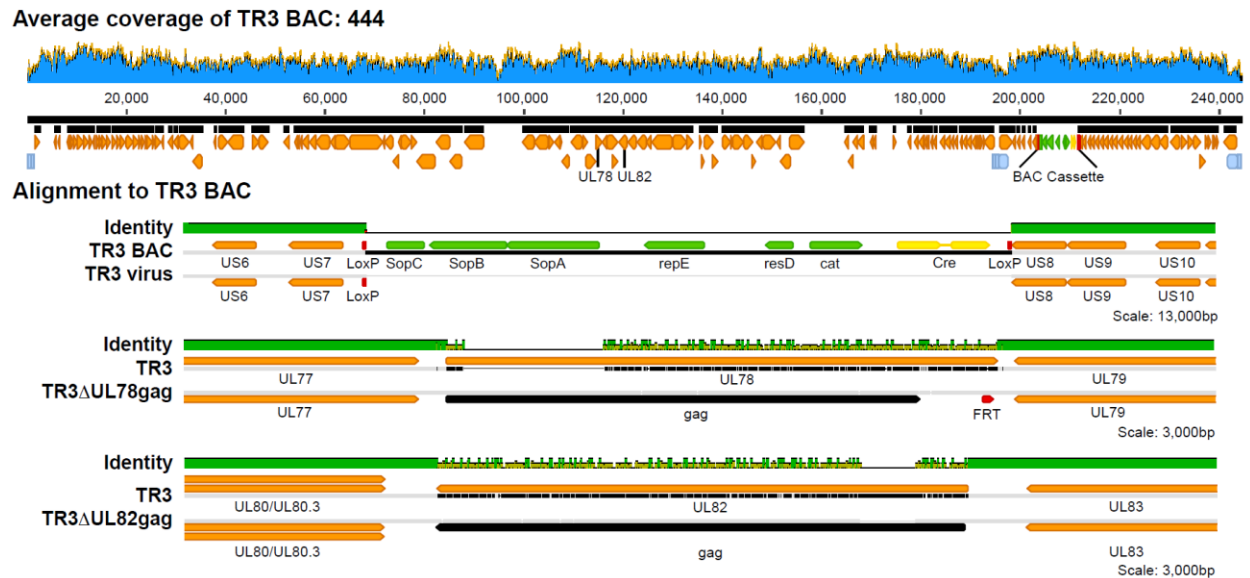 Average coverage of TR3 BAC: 444
20,000 40,000 60,000 80,000 100,000 120,000 140,000 160,000 180,000 200,000 220,000 240,000
UL78 UL82 BAC Cassette
Alignment to TR3 BAC
Identity
TR3 BAC
US6 US7 LoxP SopC SopB SopA repE resD cat Cre LoxP US8 US9 US10
TR3 virus
US6 US7 LoxP US8 US9 US10
Scale: 13,000bp
Identity
TR3
UL77 UL78 UL79
TR3ΔUL78gag
UL77 gag FRT UL79
Scale: 3,000bp
Identity
TR3
UL80/UL80.3 UL82 UL83
TR3ΔUL82gag
UL80/UL80.3 gag UL83
Scale: 3,000bp